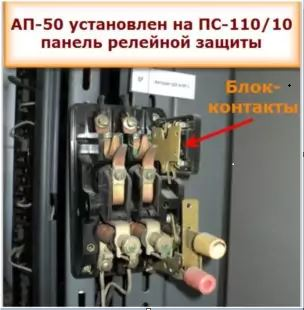 АП-50 установлен на ПС-110/10
панель релейной защиты
Блок-
контакты